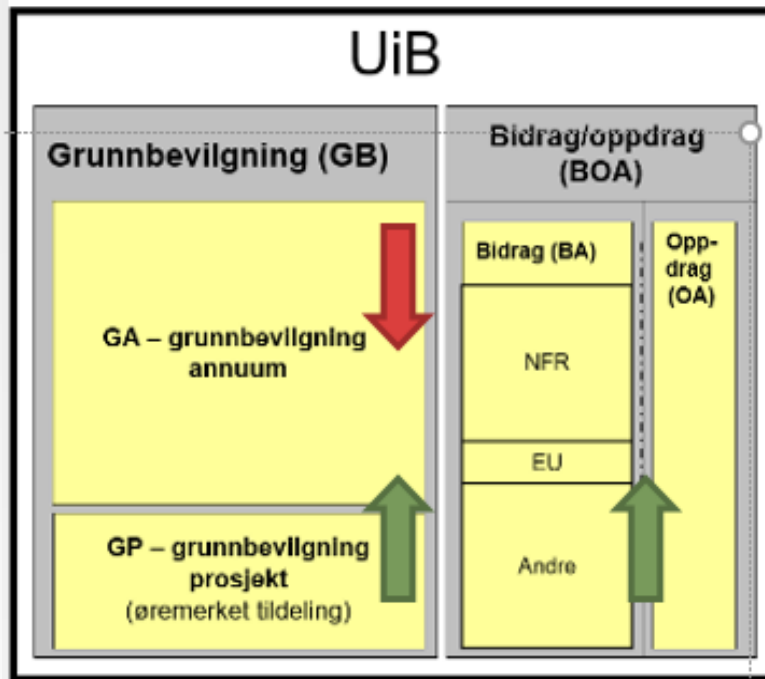 UiB
Grunnbevilgning (GB)
GA – grunnbevilgning
annuum
GP – grunnbevilgning
prosjekt
(øremerket tildeling)
Bidrag/oppdrag
(BOA)
Bidrag (BA)
NFR
EU
Andre
Opp-
drag
(OA)